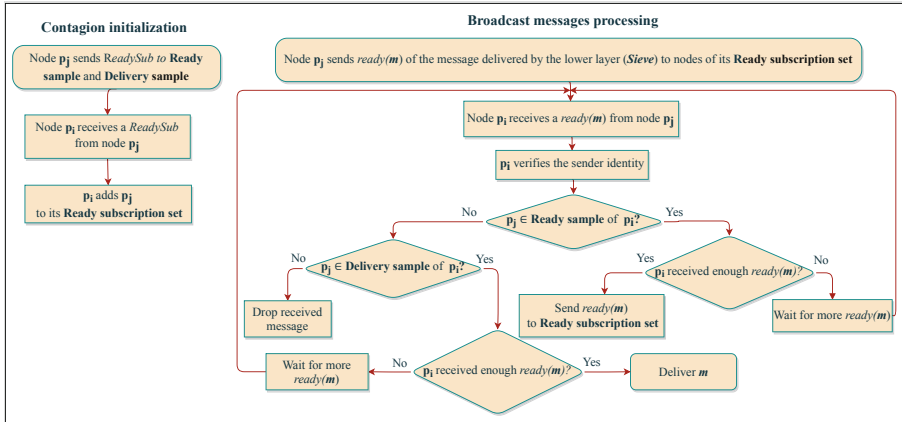 Contagion initialization
Node pj sends ReadySub to Ready
sample and Delivery sample
Node pi receives a ReadySub
from node pj
pi adds pj
to its Ready subscription set
Broadcast messages processing
Node pj sends ready(m) of the message delivered by the lower layer (Sieve) to nodes of its Ready subscription set
Node pi receives a ready(m) from node pj
pi verifies the sender identity
No
pj ∈ Ready sample of pi?
Yes
No
pj ∈ Delivery sample of pi?
Yes
Yes
pi received enough ready(m)?
No
Drop received
message
Send ready(m)
to Ready subscription set
Wait for more ready(m)
Wait for more
ready(m)
No
pi received enough ready(m)?
Yes
Deliver m